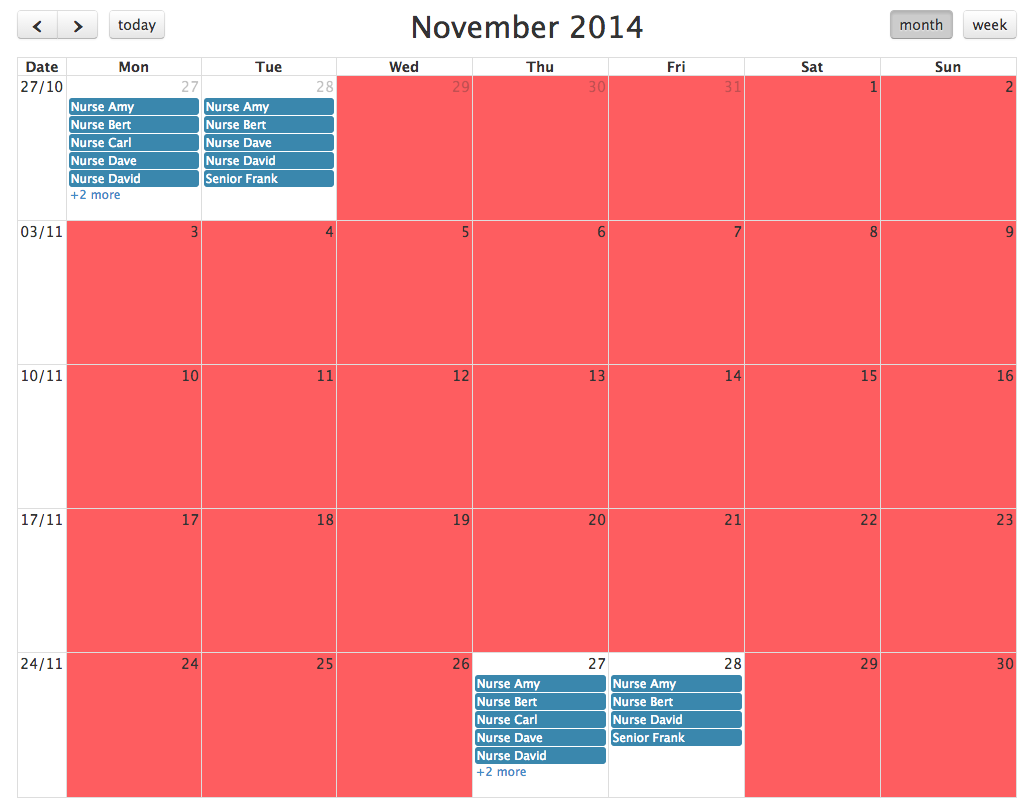 today
November 2014
month week
Date Mon Tue Wed Thu Fri Sat Sun
27/10 27 28 29 30 31 1 2
Nurse Amy Nurse Amy
Nurse Bert Nurse Bert
Nurse Carl Nurse Dave
Nurse Dave Nurse David
Nurse David Senior Frank
+2 more
03/11 3 4 5 6 7 8 9
10/11 10 11 12 13 14 15 16
17/11 17 18 19 20 21 22 23
24/11 24 25 26 27 28 29 30
Nurse Amy Nurse Amy
Nurse Bert Nurse Bert
Nurse Carl Nurse David
Nurse Dave Senior Frank
Nurse David
+2 more